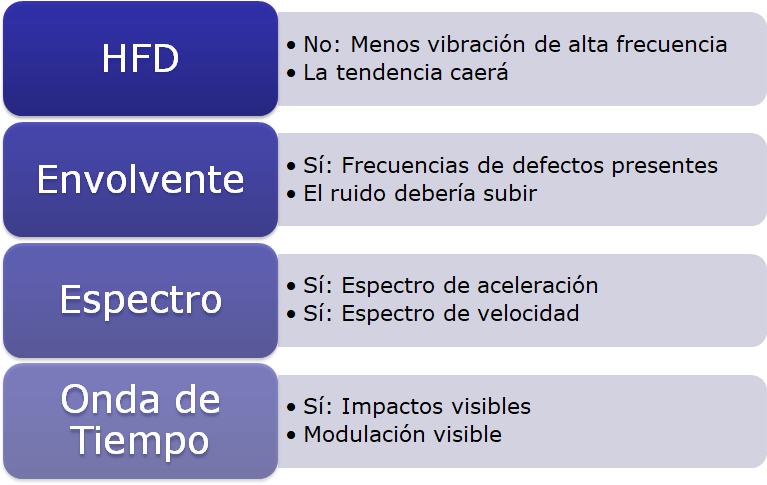 HFD
• No: Menos vibración de alta frecuencia
• La tendencia caerá
Envolvente
• Sí: Frecuencias de defectos presentes
• El ruido debería subir
Espectro
• Sí: Espectro de aceleración
• Sí: Espectro de velocidad
Onda de
Tiempo
• Sí: Impactos visibles
• Modulación visible